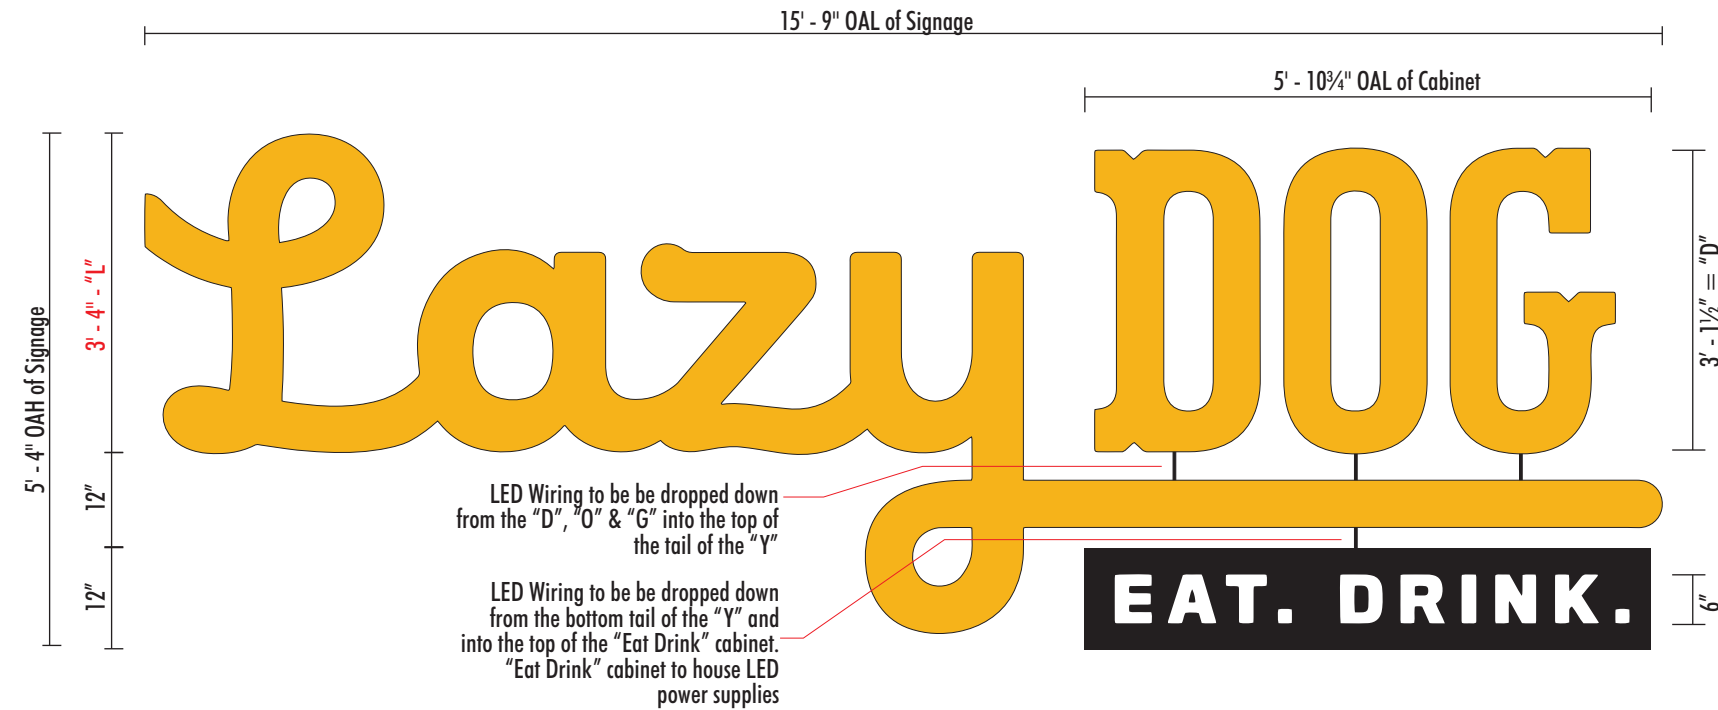 15' - 9" OAL of Signage
5' - 10¾" OAL of Cabinet
5' - 4" OAH of Signage
3' - 4" - “L”
12”
12”
Lazy DOG
3’ - 1½” = “D”
LED Wiring to be be dropped down
from the “D”, “O” & “G” into the top of
the tail of the “Y”
LED Wiring to be be dropped down
from the bottom tail of the “Y” and
into the top of the “Eat Drink” cabinet.
“Eat Drink” cabinet to house LED
power supplies
EAT. DRINK.
6”